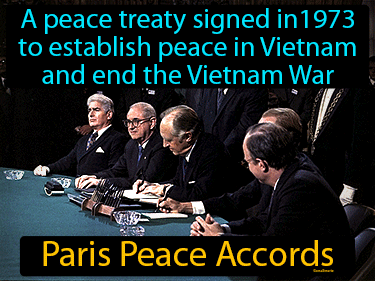 A peace treaty signed in1973
to establish peace in Vietnam
and end the Vietnam War
Paris Peace Accords